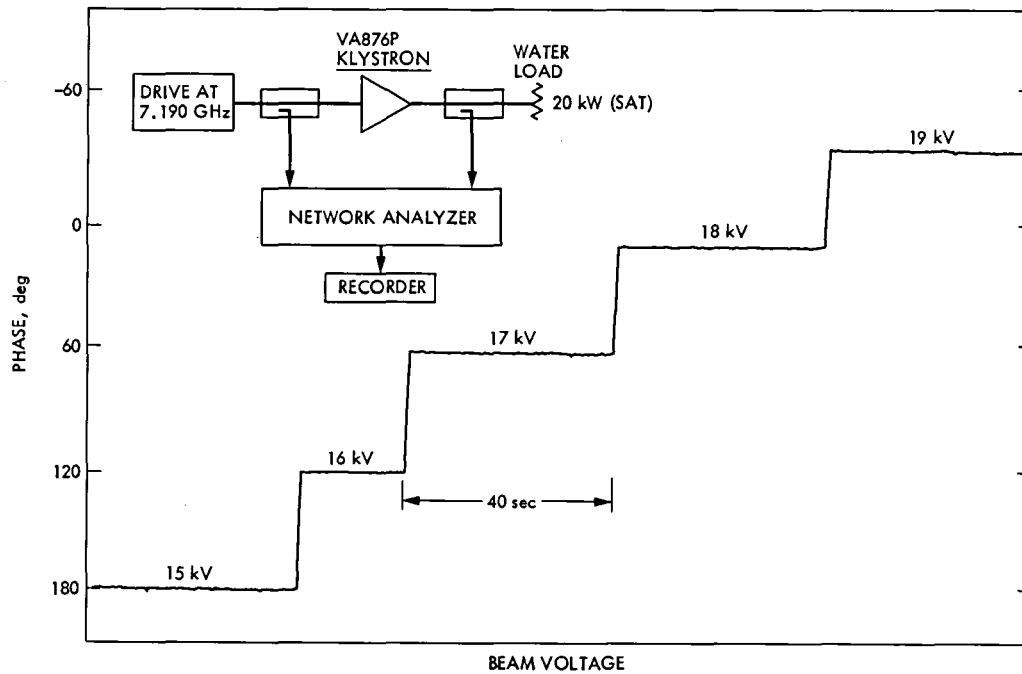 VA876P
KLYSTRON
WATER
LOAD
DRIVE AT
7.190 GHz
20 kW (SAT)
NETWORK ANALYZER
RECORDER
-60
0
60
120
180
PHASE, deg
19 kV
18 kV
17 kV
16 kV
40 sec
15 kV
BEAM VOLTAGE